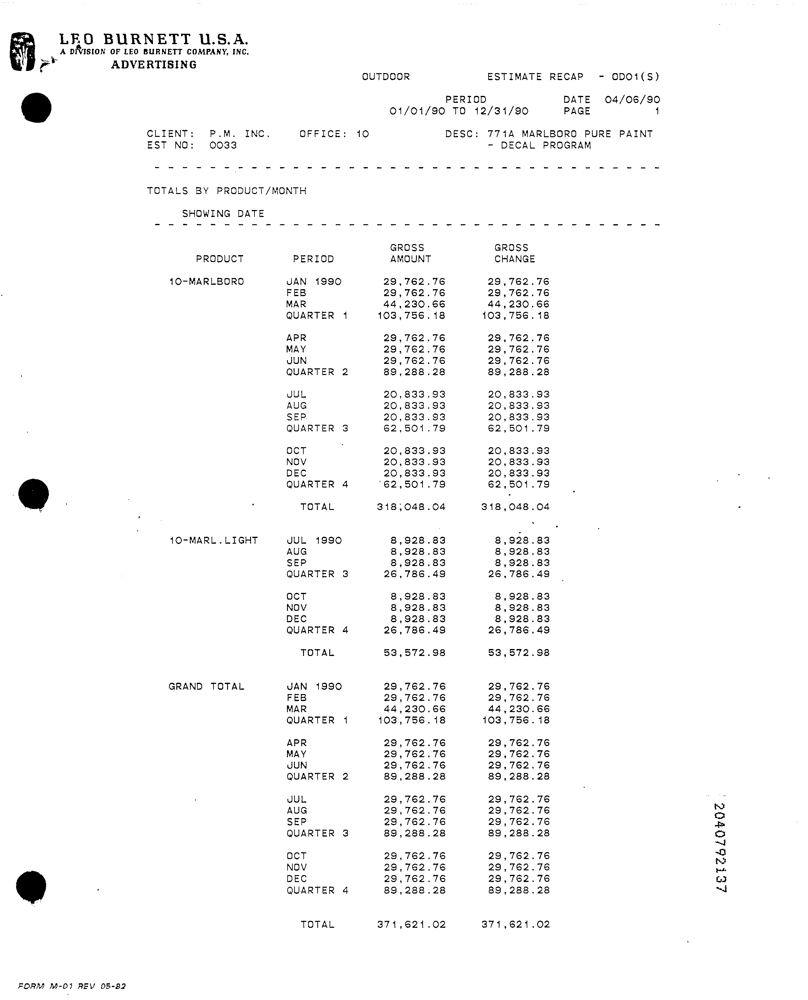 LEO BURNETT U.S.A.
A DIVISION OF LEO BURNETT COMPANY, INC.
ADVERTISING
OUTDOOR ESTIMATE RECAP - OD01(S)
PERIOD DATE 04/06/90
01/01/90 TO 12/31/90 PAGE 1
CLIENT: P.M. INC. OFFICE: 10 DESC: 771A MARLBORO PURE PAINT
EST NO: 0033 - DECAL PROGRAM
- - - - - - - - - - - - - - - - - - - - - - - - - - - - - - - - - - - - -
TOTALS BY PRODUCT/MONTH
SHOWING DATE
- - - - - - - - - - - - - - - - - - - - - - - - - - - - - - - - - - - - -
GROSS GROSS
PRODUCT PERIOD AMOUNT CHANGE
10-MARLBORO JAN 1990 29,762.76 29,762.76
FEB 29,762.76 29,762.76
MAR 44,230.66 44,230.66
QUARTER 1 103,756.18 103,756.18
APR 29,762.76 29,762.76
MAY 29,762.76 29,762.76
JUN 29,762.76 29,762.76
QUARTER 2 89,288.28 89,288.28
JUL 20,833.93 20,833.93
AUG 20,833.93 20,833.93
SEP 20,833.93 20,833.93
QUARTER 3 62,501.79 62,501.79
OCT 20,833.93 20,833.93
NOV 20,833.93 20,833.93
DEC 20,833.93 20,833.93
QUARTER 4 62,501.79 62,501.79
TOTAL 318,048.04 318,048.04
10-MARL.LIGHT JUL 1990 8,928.83 8,928.83
AUG 8,928.83 8,928.83
SEP 8,928.83 8,928.83
QUARTER 3 26,786.49 26,786.49
OCT 8,928.83 8,928.83
NOV 8,928.83 8,928.83
DEC 8,928.83 8,928.83
QUARTER 4 26,786.49 26,786.49
TOTAL 53,572.98 53,572.98
GRAND TOTAL JAN 1990 29,762.76 29,762.76
FEB 29,762.76 29,762.76
MAR 44,230.66 44,230.66
QUARTER 1 103,756.18 103,756.18
APR 29,762.76 29,762.76
MAY 29,762.76 29,762.76
JUN 29,762.76 29,762.76
QUARTER 2 89,288.28 89,288.28
JUL 29,762.76 29,762.76
AUG 29,762.76 29,762.76
SEP 29,762.76 29,762.76
QUARTER 3 89,288.28 89,288.28
OCT 29,762.76 29,762.76
NOV 29,762.76 29,762.76
DEC 29,762.76 29,762.76
QUARTER 4 89,288.28 89,288.28
TOTAL 371,621.02 371,621.02
2040792137
FORM M-01 REV 05-82